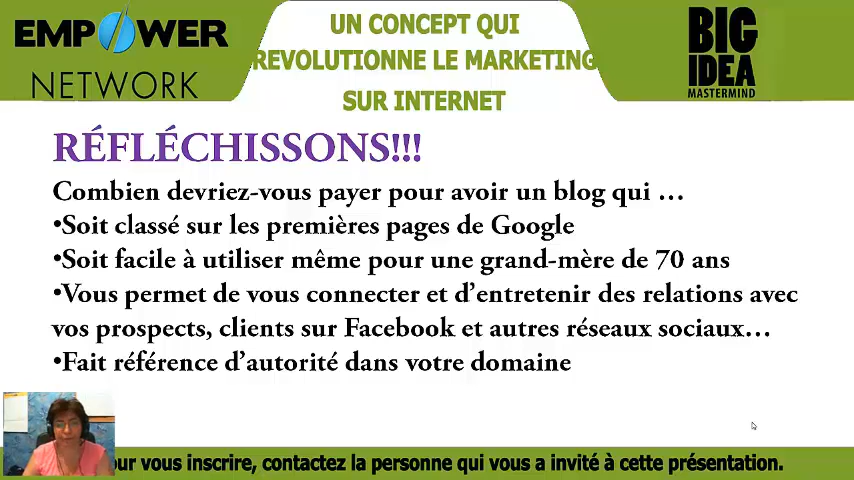 EMPOWER
NETWORK
UN CONCEPT QUI
REVOLUTIONNE LE MARKETING
SUR INTERNET
BIG
IDEA
MASTERMIND
RÉFLÉCHISSONS!!!
Combien devriez-vous payer pour avoir un blog qui …
•Soit classé sur les premières pages de Google
•Soit facile à utiliser même pour une grand-mère de 70 ans
•Vous permet de vous connecter et d’entretenir des relations avec
vos prospects, clients sur Facebook et autres réseaux sociaux…
•Fait référence d’autorité dans votre domaine
our vous inscrire, contactez la personne qui vous a invité à cette présentation.